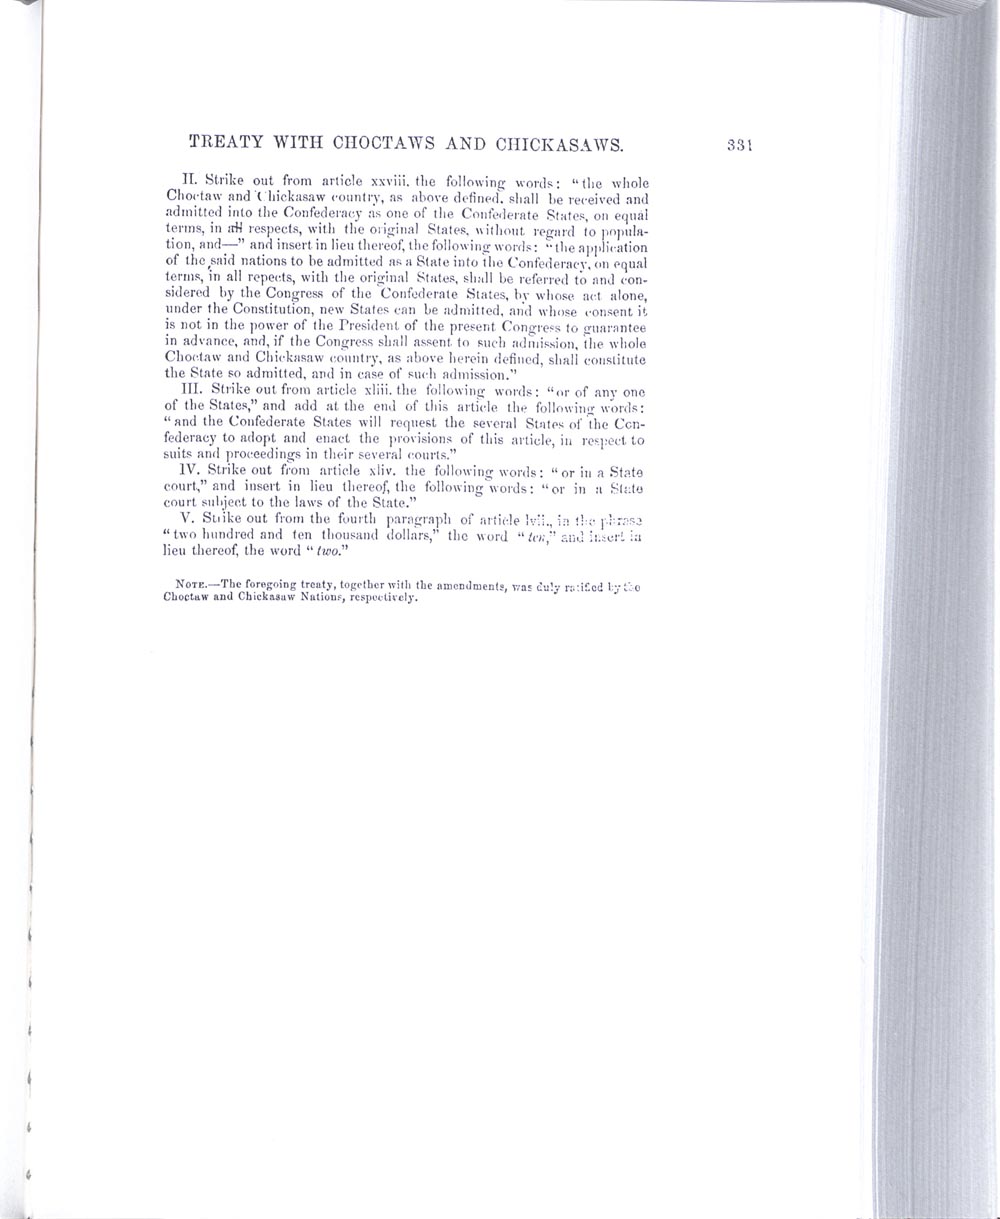 TREATY WITH CHOCTAWS AND CHICKASAWS. 331
II. Strike out from article xxviii. the following words: “the whole
Choctaw and Chickasaw country, as above defined, shall be received and
admitted into the Confederacy as one of the Confederate States, on equal
terms, in all respects, with the original States, without regard to popula-
tion, and—” and insert in lieu thereof, the following words: “the application
of the said nations to be admitted as a State into the Confederacy, on equal
terms, in all repects, with the original States, shall be referred to and con-
sidered by the Congress of the Confederate States, by whose act alone,
under the Constitution, new States can be admitted, and whose consent it
is not in the power of the President of the present Congress to guarantee
in advance, and, if the Congress shall assent to such admission, the whole
Choctaw and Chickasaw country, as above herein defined, shall constitute
the State so admitted, and in case of such admission.”
III. Strike out from article xliii. the following words: “or of any one
of the States,” and add at the end of this article the following words:
“and the Confederate States will request the several States of the Con-
federacy to adopt and enact the provisions of this article, in respect to
suits and proceedings in their several courts.”
IV. Strike out from article xliv. the following words: “or in a State
court,” and insert in lieu thereof, the following words: “or in a State
court subject to the laws of the State.”
V. Strike out from the fourth paragraph of article lvii., in the phrase
“two hundred and ten thousand dollars,” the word “ten,” and insert in
lieu thereof, the word “two.”
NOTE.—The foregoing treaty, together with the amendments, was duly ratified by the
Choctaw and Chickasaw Nations, respectively.